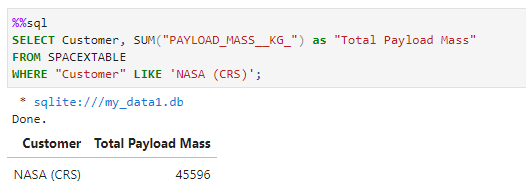 %%sql
SELECT Customer, SUM("PAYLOAD_MASS__KG_") as "Total Payload Mass"
FROM SPACEXTABLE
WHERE "Customer" LIKE 'NASA (CRS)';
* sqlite:///my_data1.db
Done.
Customer Total Payload Mass
NASA (CRS) 45596